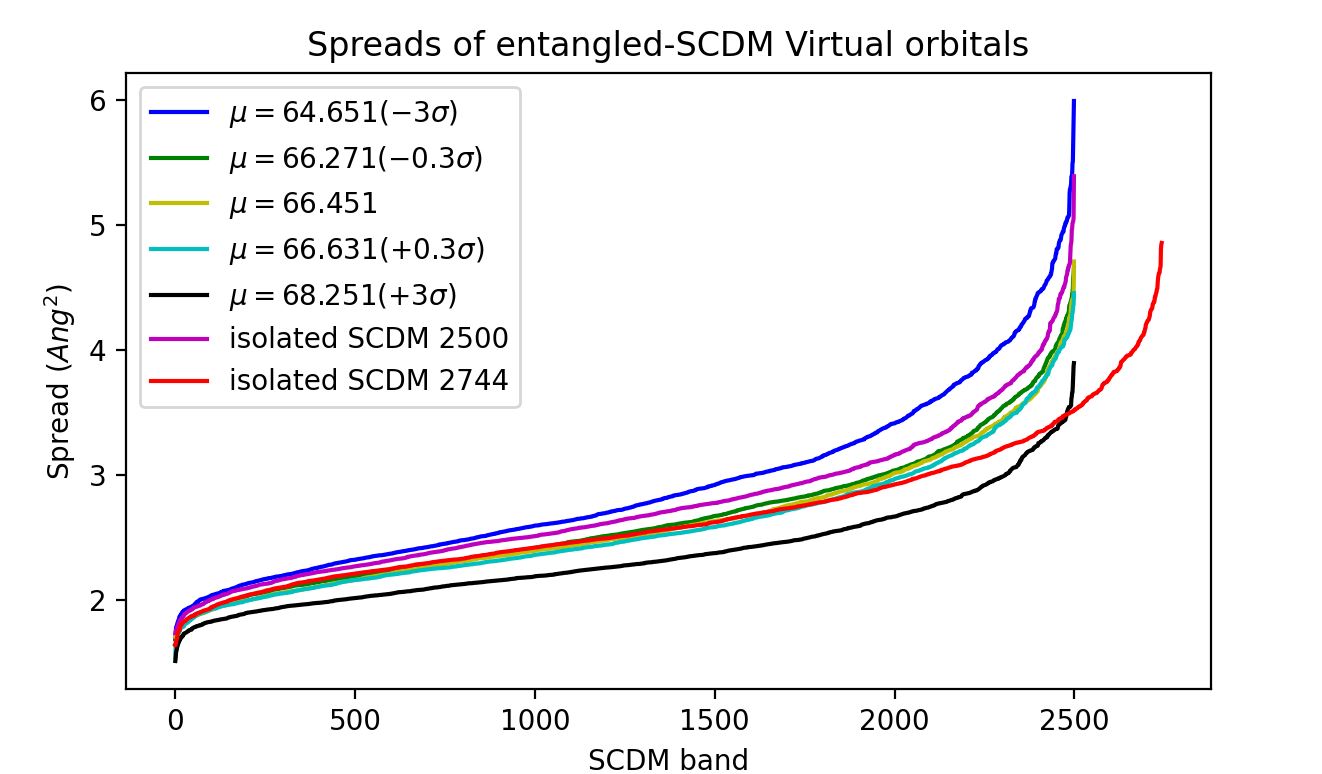 Spreads of entangled-SCDM Virtual orbitals
6
5
4
3
2
Spread (Ang²)
μ = 64.651(−3σ)
μ = 66.271(−0.3σ)
μ = 66.451
μ = 66.631(+0.3σ)
μ = 68.251(+3σ)
isolated SCDM 2500
isolated SCDM 2744
0 500 1000 1500 2000 2500
SCDM band